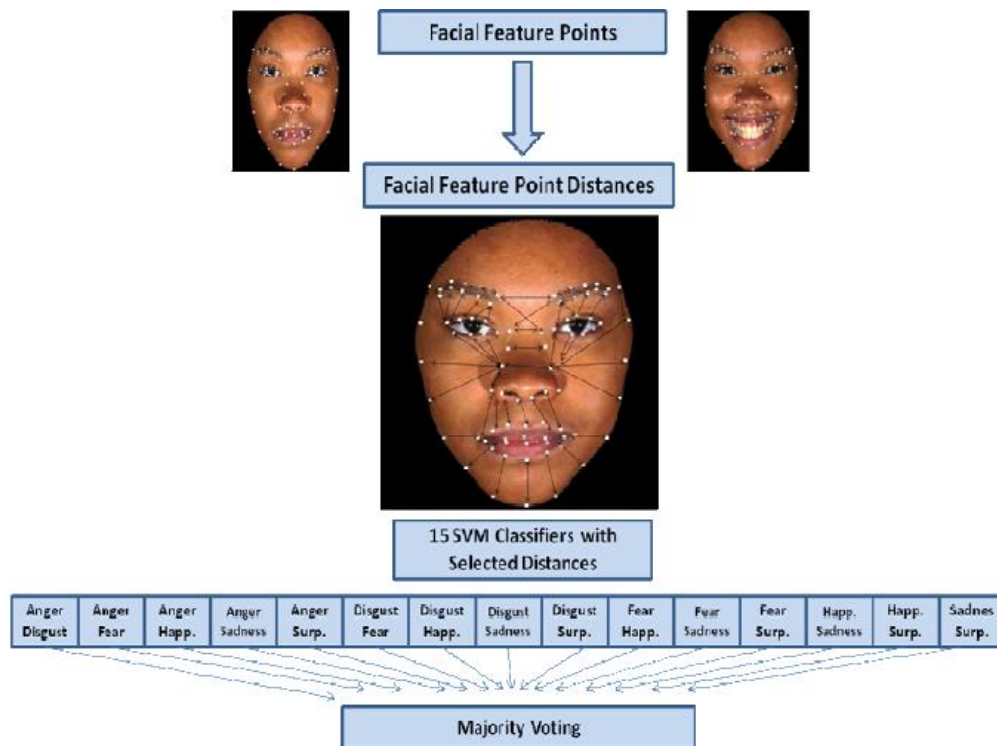 Facial Feature Points
Facial Feature Point Distances
15 SVM Classifiers with
Selected Distances
Anger Anger Anger Anger Anger Disgust Disgust Disgust Disgust Fear Fear Fear Happ. Happ. Sadnes
Disgust Fear Happ. Sadness Surp. Fear Happ. Sadness Surp. Happ. Sadness Surp. Sadness Surp. Surp.
Majority Voting